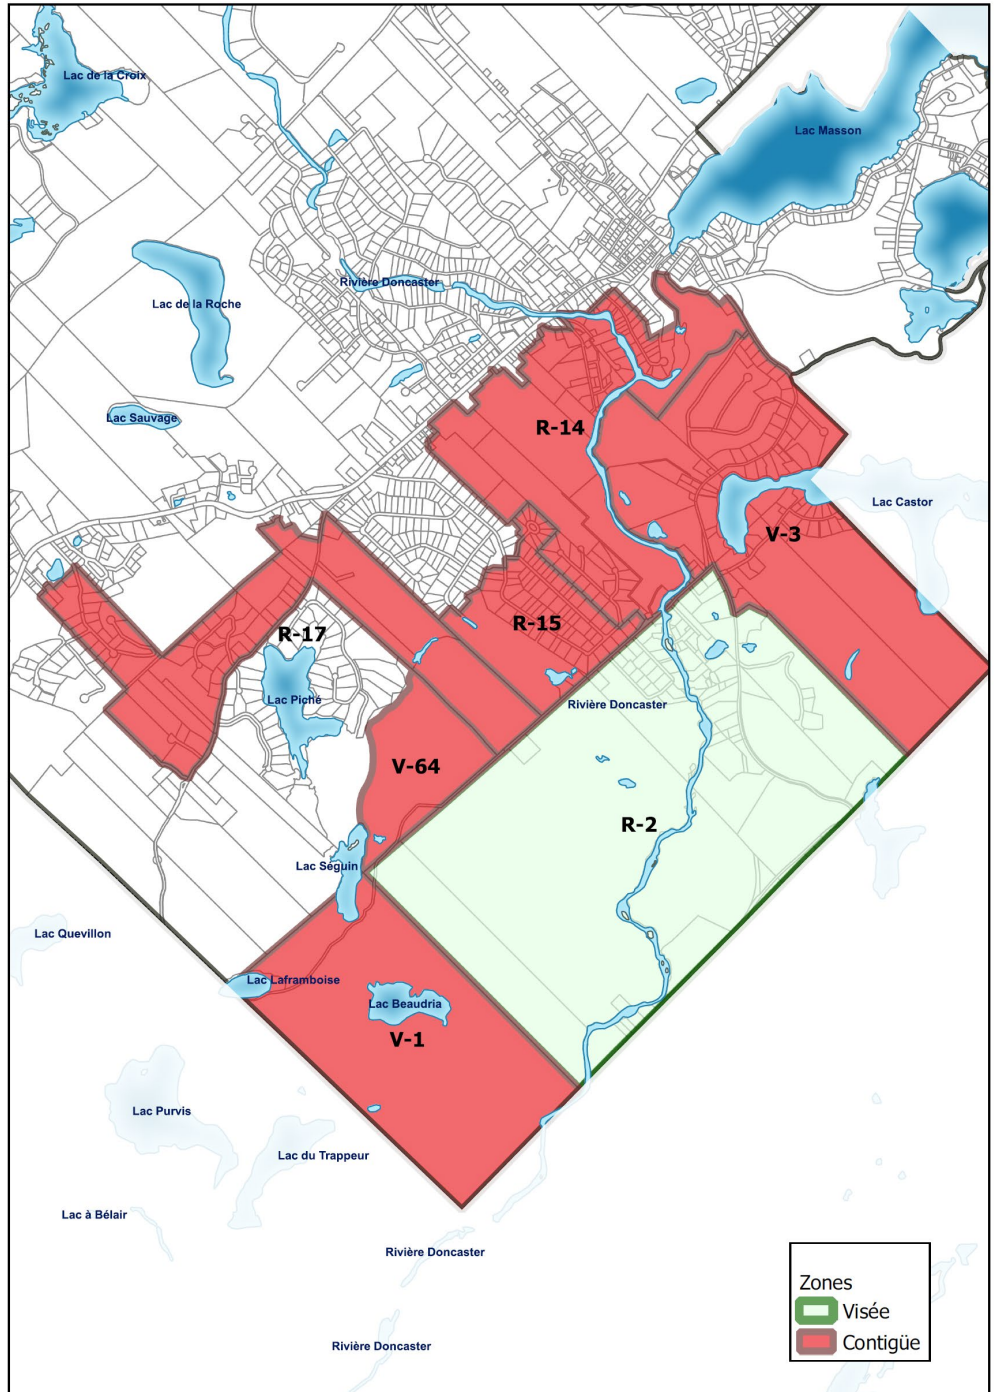 Lac de la Croix
Lac Masson
Rivière Doncaster
Lac de la Roche
Lac Sauvage
R-14
Lac Castor
V-3
R-15
R-17
Lac Piché
Rivière Doncaster
V-64
R-2
Lac Séguin
Lac Quevillon
Lac Laframboise
Lac Beaudria
V-1
Lac Purvis
Lac du Trappeur
Lac à Bélair
Rivière Doncaster
Rivière Doncaster
Zones
Visée
Contigüe